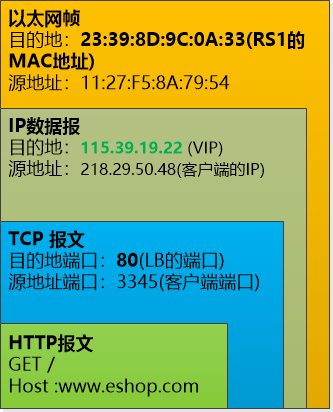 以太网帧
目的地：23:39:8D:9C:0A:33(RS1的
MAC地址)
源地址：11:27:F5:8A:79:54
IP数据报
目的地：115.39.19.22 (VIP)
源地址：218.29.50.48(客户端的IP)
TCP 报文
目的地端口：80(LB的端口)
源地址端口：3345(客户端端口)
HTTP报文
GET /
Host :www.eshop.com